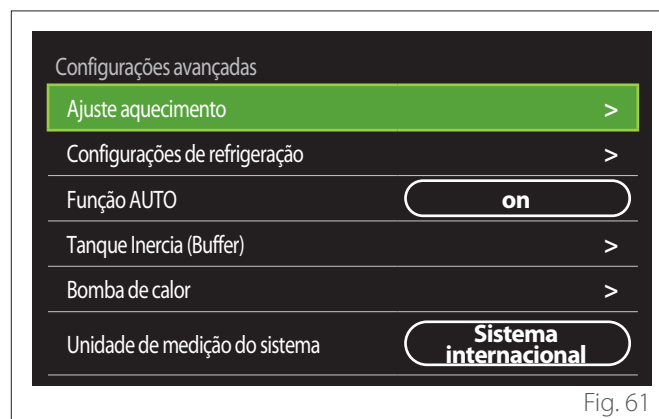 Configurações avançadas
Ajuste aquecimento >
Configurações de refrigeração >
Função AUTO on
Tanque Inercia (Buffer) >
Bomba de calor >
Unidade de medição do sistema Sistema internacional
Fig. 61